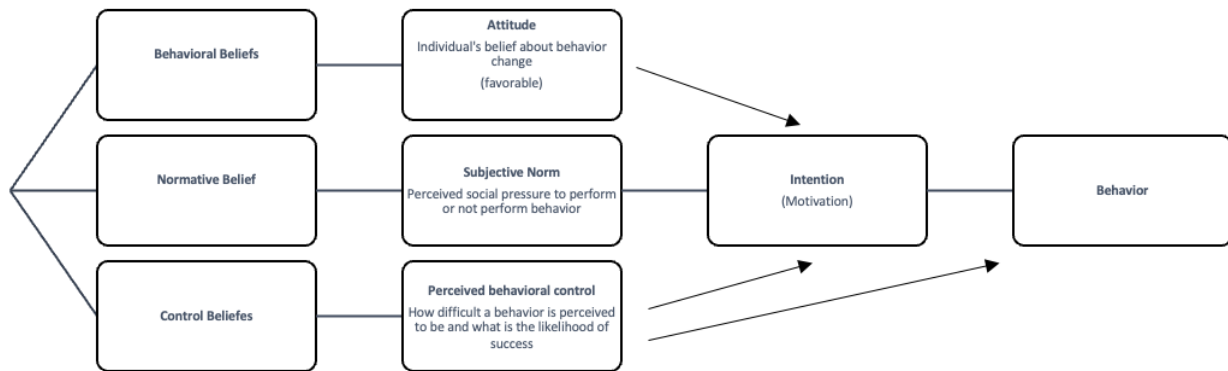 Behavioral Beliefs
Attitude
Individual's belief about behavior
change
(favorable)
Normative Belief
Subjective Norm
Perceived social pressure to perform
or not perform behavior
Intention
(Motivation)
Behavior
Control Beliefes
Perceived behavioral control
How difficult a behavior is perceived
to be and what is the likelihood of
success